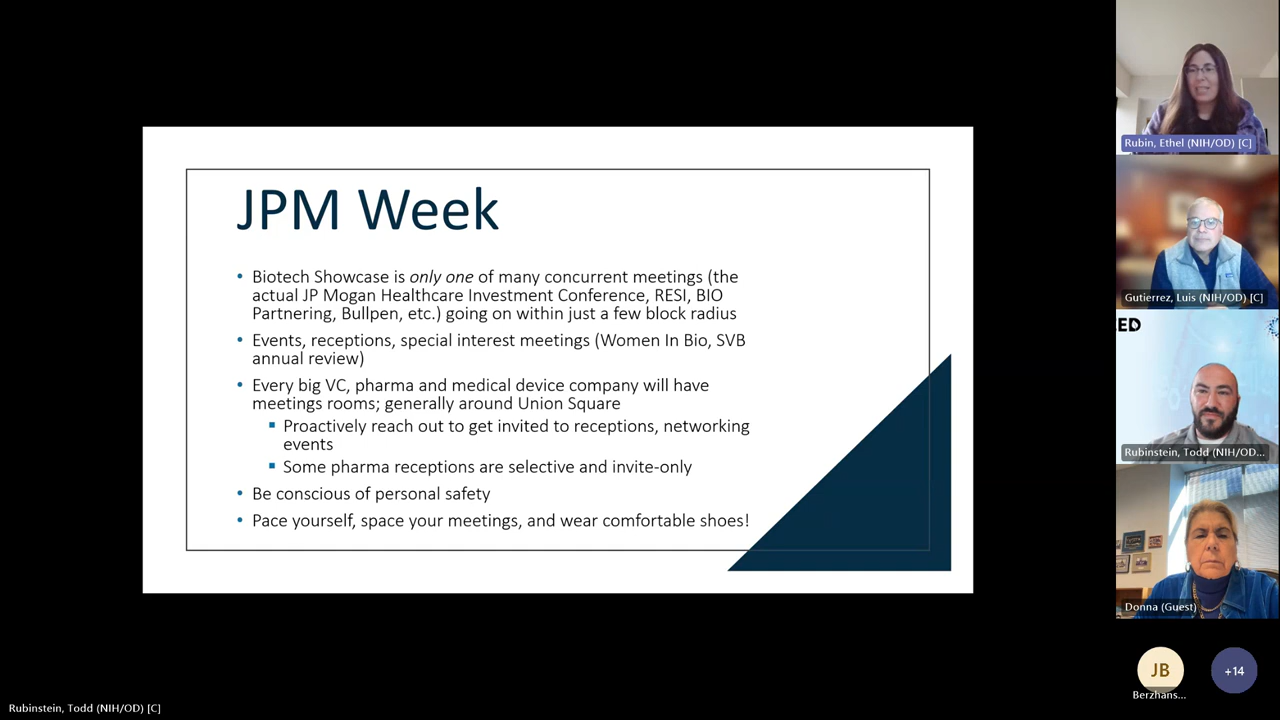 JPM Week
• Biotech Showcase is only one of many concurrent meetings (the
actual JP Mogan Healthcare Investment Conference, RESI, BIO
Partnering, Bullpen, etc.) going on within just a few block radius
• Events, receptions, special interest meetings (Women In Bio, SVB
annual review)
• Every big VC, pharma and medical device company will have
meetings rooms; generally around Union Square
▪ Proactively reach out to get invited to receptions, networking
events
▪ Some pharma receptions are selective and invite-only
• Be conscious of personal safety
• Pace yourself, space your meetings, and wear comfortable shoes!
Rubin, Ethel (NIH/OD) [C]
Gutierrez, Luis (NIH/OD) [C]
ED
Rubinstein, Todd (NIH/OD...
Donna (Guest)
JB
Berzhans...
+14
Rubinstein, Todd (NIH/OD) [C]